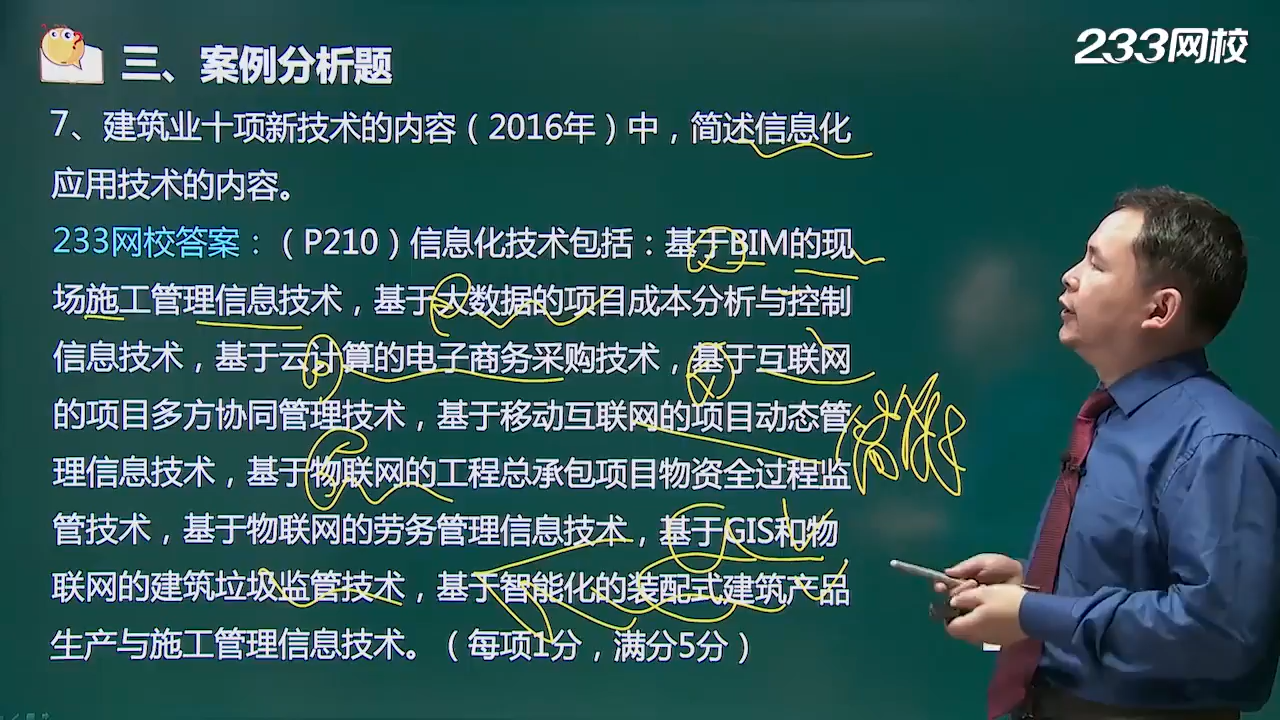 233网校
三、案例分析题
7、建筑业十项新技术的内容（2016年）中，简述信息化
应用技术的内容。
233网校答案：（P210）信息化技术包括：基于BIM的现
场施工管理信息技术，基于大数据的项目成本分析与控制
信息技术，基于云计算的电子商务采购技术，基于互联网
的项目多方协同管理技术，基于移动互联网的项目动态管
理信息技术，基于物联网的工程总承包项目物资全过程监
管技术，基于物联网的劳务管理信息技术，基于GIS和物
联网的建筑垃圾监管技术，基于智能化的装配式建筑产品
生产与施工管理信息技术。（每项1分，满分5分）